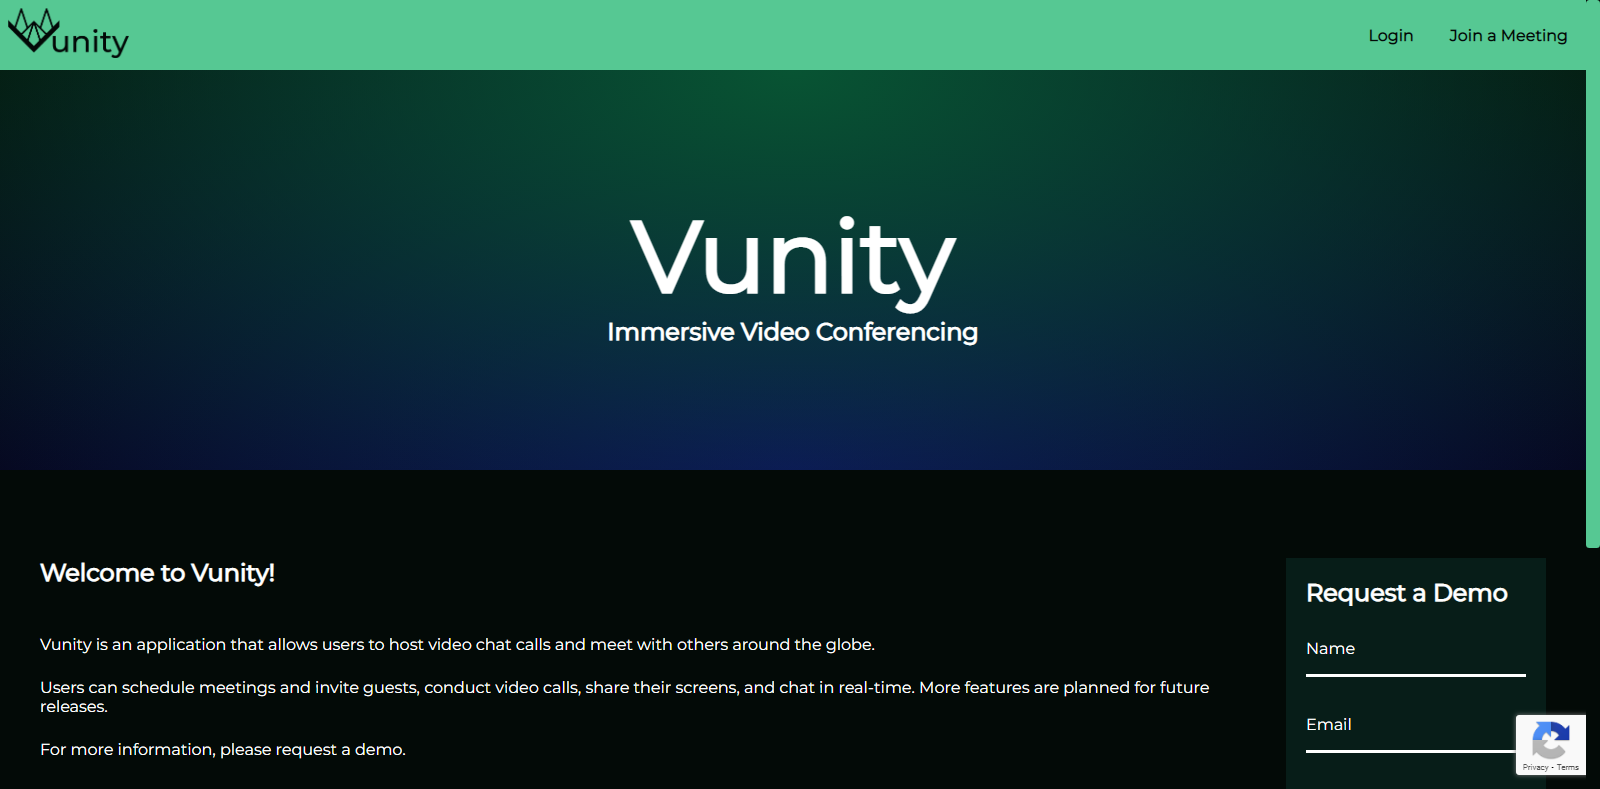 Vunity
Login
Join a Meeting
Vunity
Immersive Video Conferencing
Welcome to Vunity!
Vunity is an application that allows users to host video chat calls and meet with others around the globe.
Users can schedule meetings and invite guests, conduct video calls, share their screens, and chat in real-time. More features are planned for future
releases.
For more information, please request a demo.
Request a Demo
Name
Email
Privacy - Terms